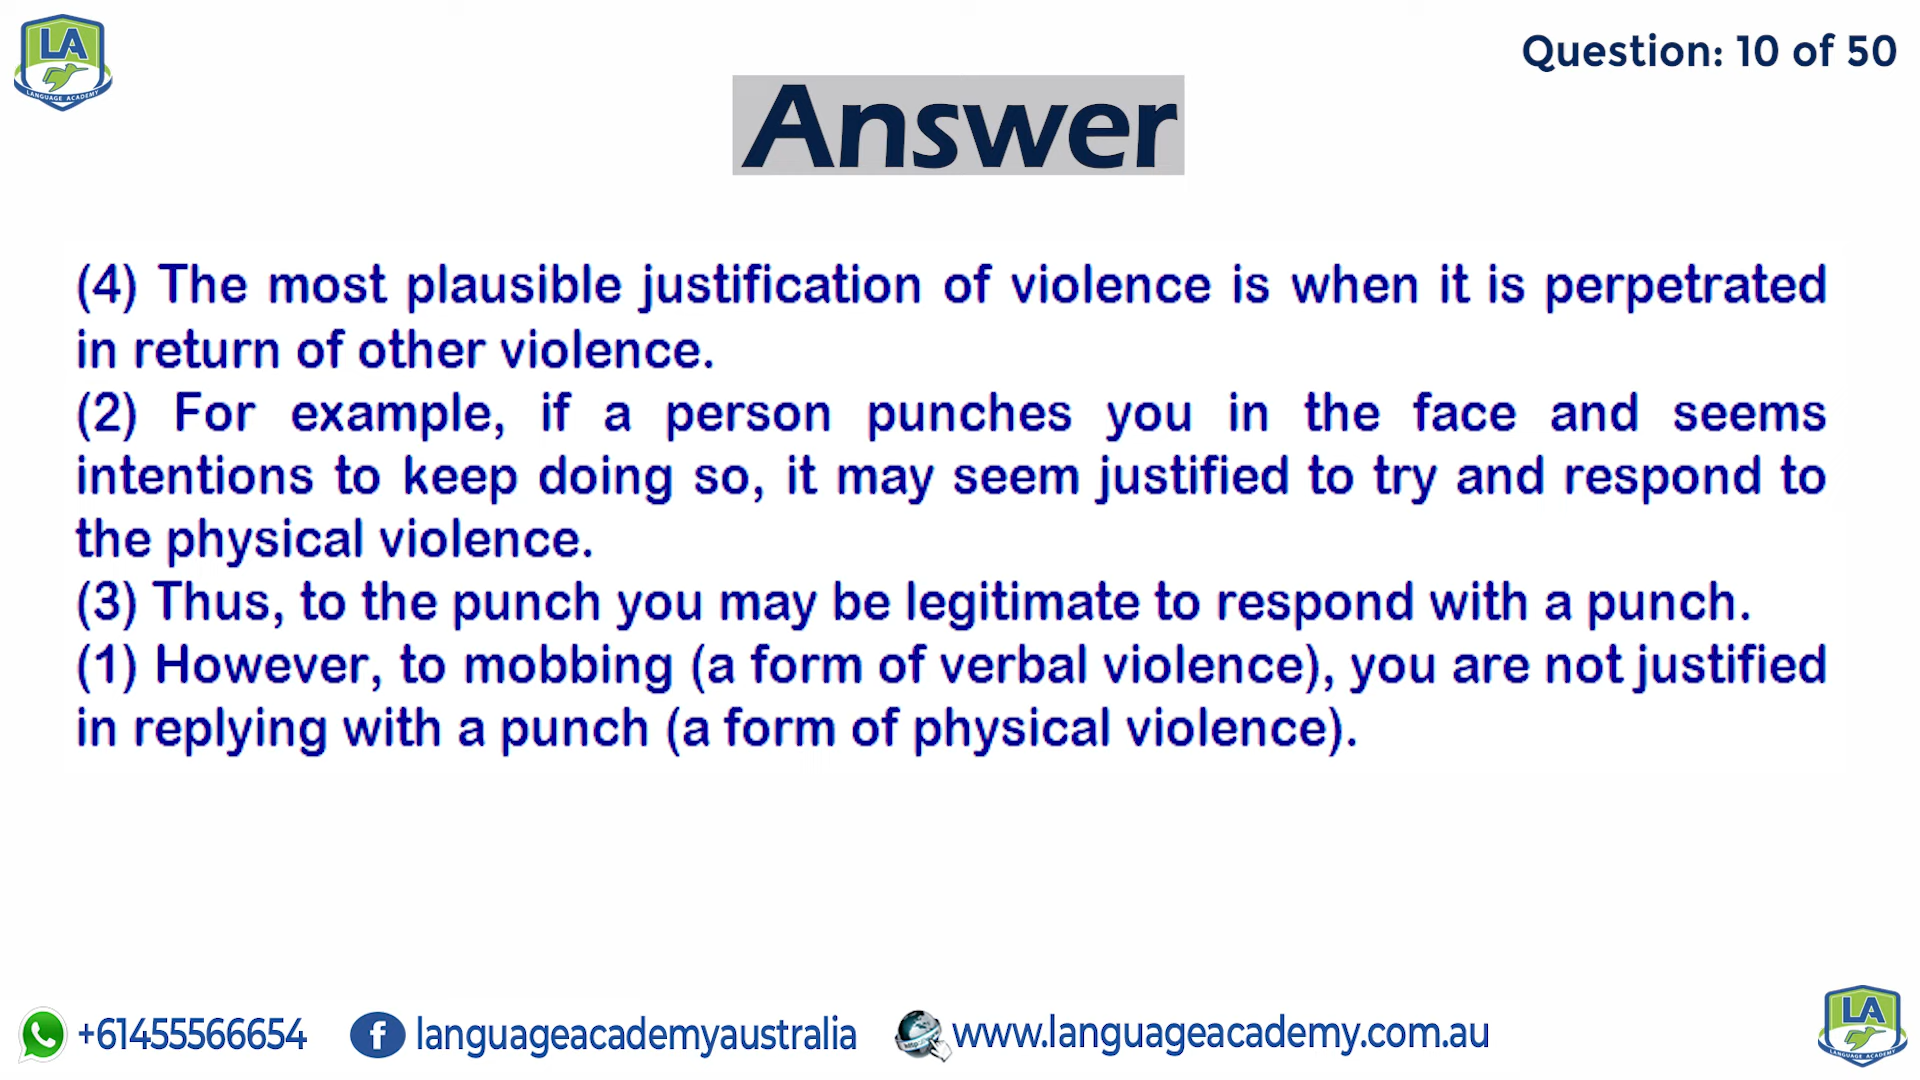 LA
LANGUAGE ACADEMY
Question: 10 of 50
Answer
(4) The most plausible justification of violence is when it is perpetrated
in return of other violence.
(2) For example, if a person punches you in the face and seems
intentions to keep doing so, it may seem justified to try and respond to
the physical violence.
(3) Thus, to the punch you may be legitimate to respond with a punch.
(1) However, to mobbing (a form of verbal violence), you are not justified
in replying with a punch (a form of physical violence).
+61455566654 f languageacademyaustralia http:// www.languageacademy.com.au
LA
LANGUAGE ACADEMY